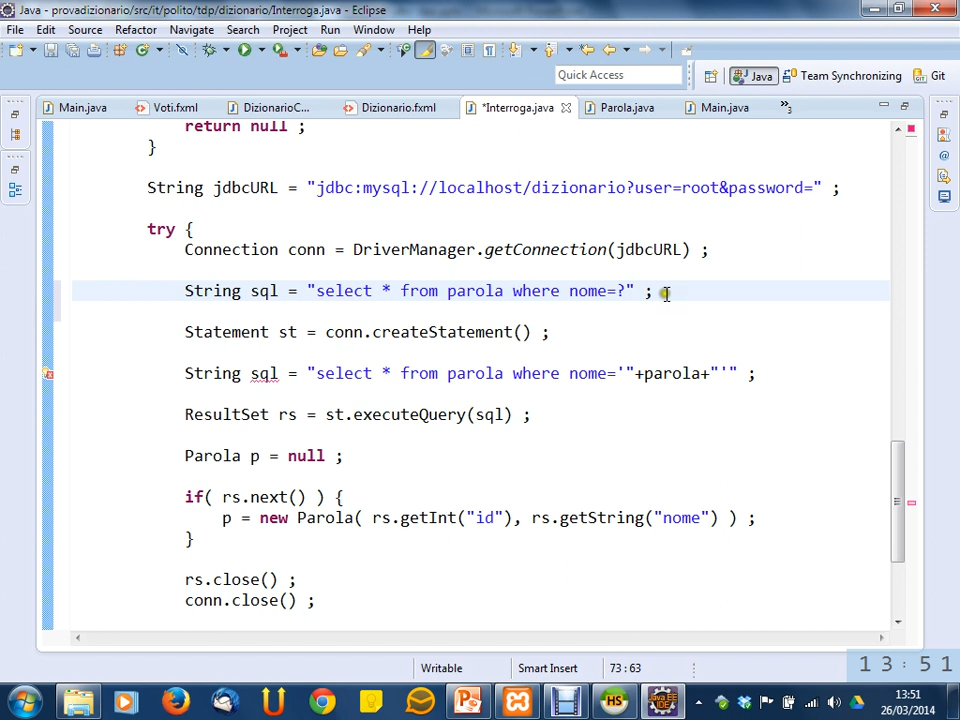 Java - provadizionario/src/it/polito/tdp/dizionario/Interroga.java - Eclipse
File Edit Source Refactor Navigate Search Project Run Window Help
Quick Access
Java
Team Synchronizing
Git
Main.java
Voti.fxml
DizionarioC...
Dizionario.fxml
*Interroga.java
Parola.java
Main.java
»3
return null ;
}
String jdbcURL = "jdbc:mysql://localhost/dizionario?user=root&password=" ;
try {
Connection conn = DriverManager.getConnection(jdbcURL) ;
String sql = "select * from parola where nome=?" ;
Statement st = conn.createStatement() ;
String sql = "select * from parola where nome='"+parola+"'" ;
ResultSet rs = st.executeQuery(sql) ;
Parola p = null ;
if( rs.next() ) {
p = new Parola( rs.getInt("id"), rs.getString("nome") ) ;
}
rs.close() ;
conn.close() ;
Writable
Smart Insert
73 : 63
13:51
HS
Java EE
IDE
13:51
26/03/2014